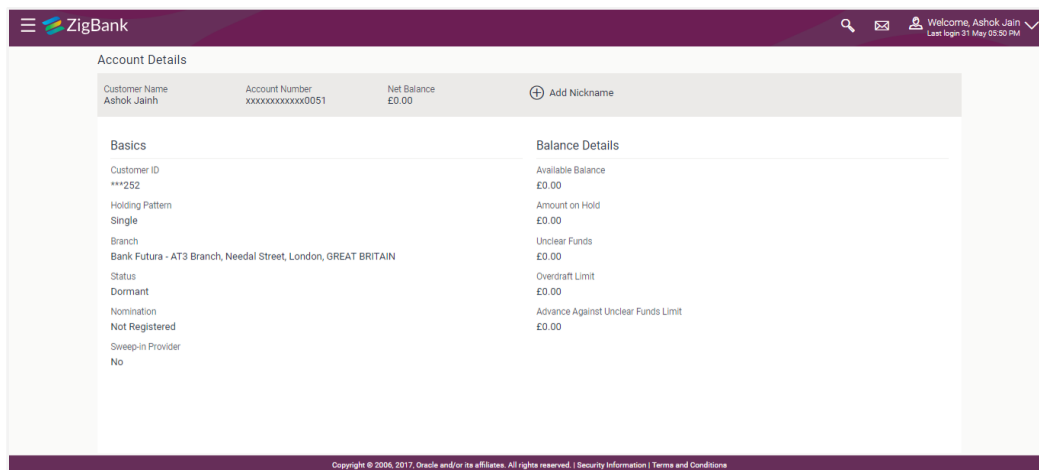 ZigBank
Welcome, Ashok Jain
Last login 31 May 05:50 PM
Account Details
Customer Name
Ashok Jainh
Account Number
xxxxxxxxxxxx0051
Net Balance
£0.00
Add Nickname
Basics
Customer ID
***252
Holding Pattern
Single
Branch
Bank Futura - AT3 Branch, Needal Street, London, GREAT BRITAIN
Status
Dormant
Nomination
Not Registered
Sweep-in Provider
No
Balance Details
Available Balance
£0.00
Amount on Hold
£0.00
Unclear Funds
£0.00
Overdraft Limit
£0.00
Advance Against Unclear Funds Limit
£0.00
Copyright © 2006, 2017, Oracle and/or its affiliates. All rights reserved. | Security Information | Terms and Conditions